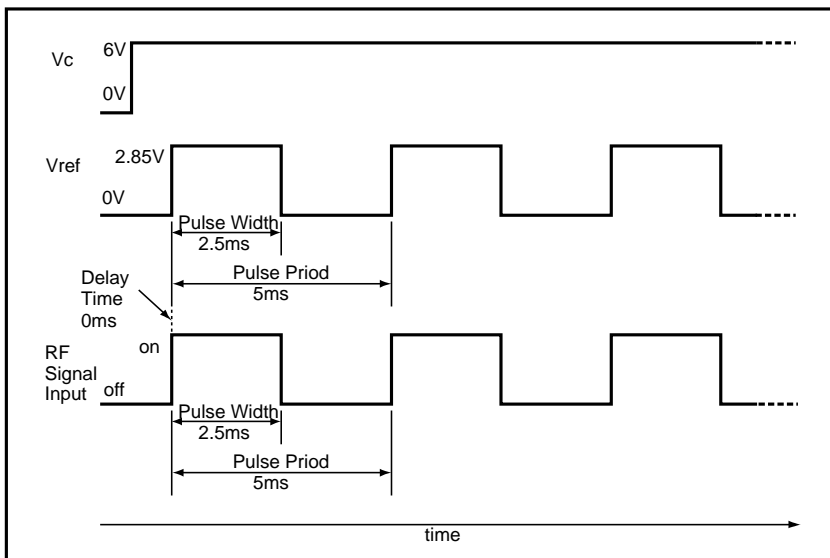 6V
Vc
0V
2.85V
Vref
0V
Pulse Width
2.5ms
Pulse Priod
5ms
Delay
Time
0ms
on
RF
Signal
Input
off
Pulse Width
2.5ms
Pulse Priod
5ms
time